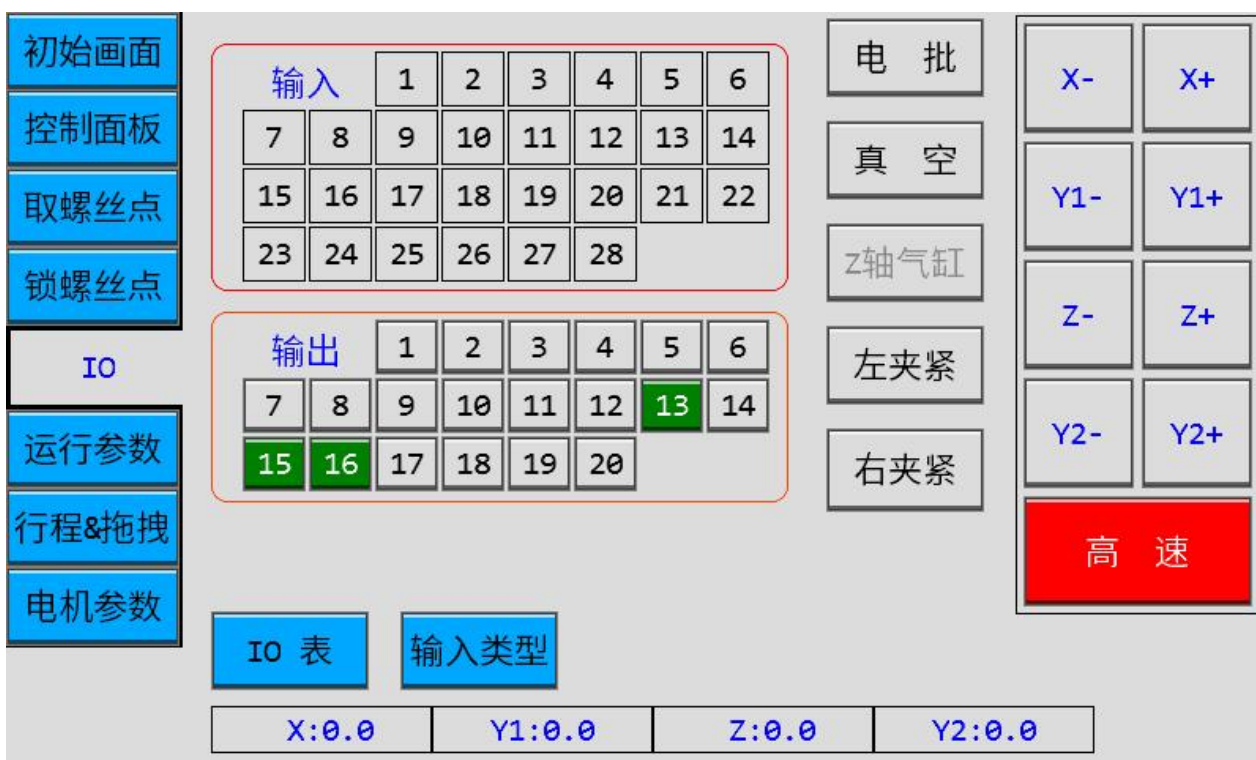 初始画面
控制面板
取螺丝点
锁螺丝点
IO
运行参数
行程&拖拽
电机参数
输入 1 2 3 4 5 6
7 8 9 10 11 12 13 14
15 16 17 18 19 20 21 22
23 24 25 26 27 28
输出 1 2 3 4 5 6
7 8 9 10 11 12 13 14
15 16 17 18 19 20
IO 表 输入类型
电 批
真 空
Z轴气缸
左夹紧
右夹紧
X- X+
Y1- Y1+
Z- Z+
Y2- Y2+
高 速
X:0.0 Y1:0.0 Z:0.0 Y2:0.0